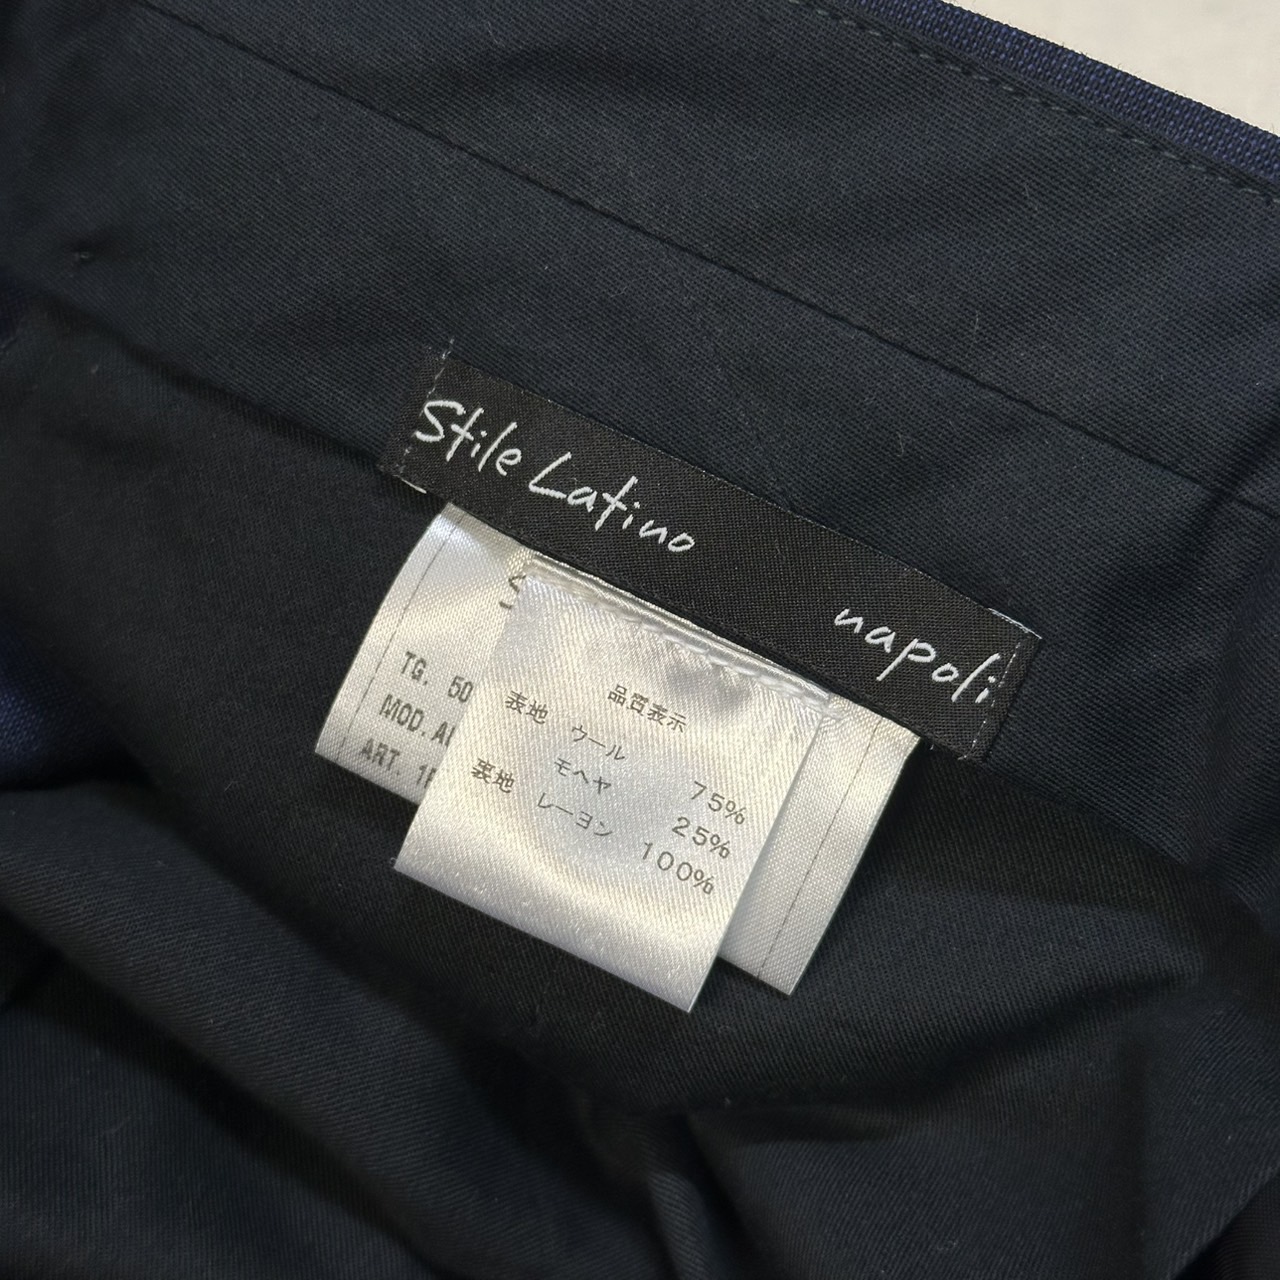 Stile Latino napoli
TG. 50
MOD. A
ART. 1
品質表示
表地 ウール 75%
モヘヤ 25%
表地 レーヨン 100%